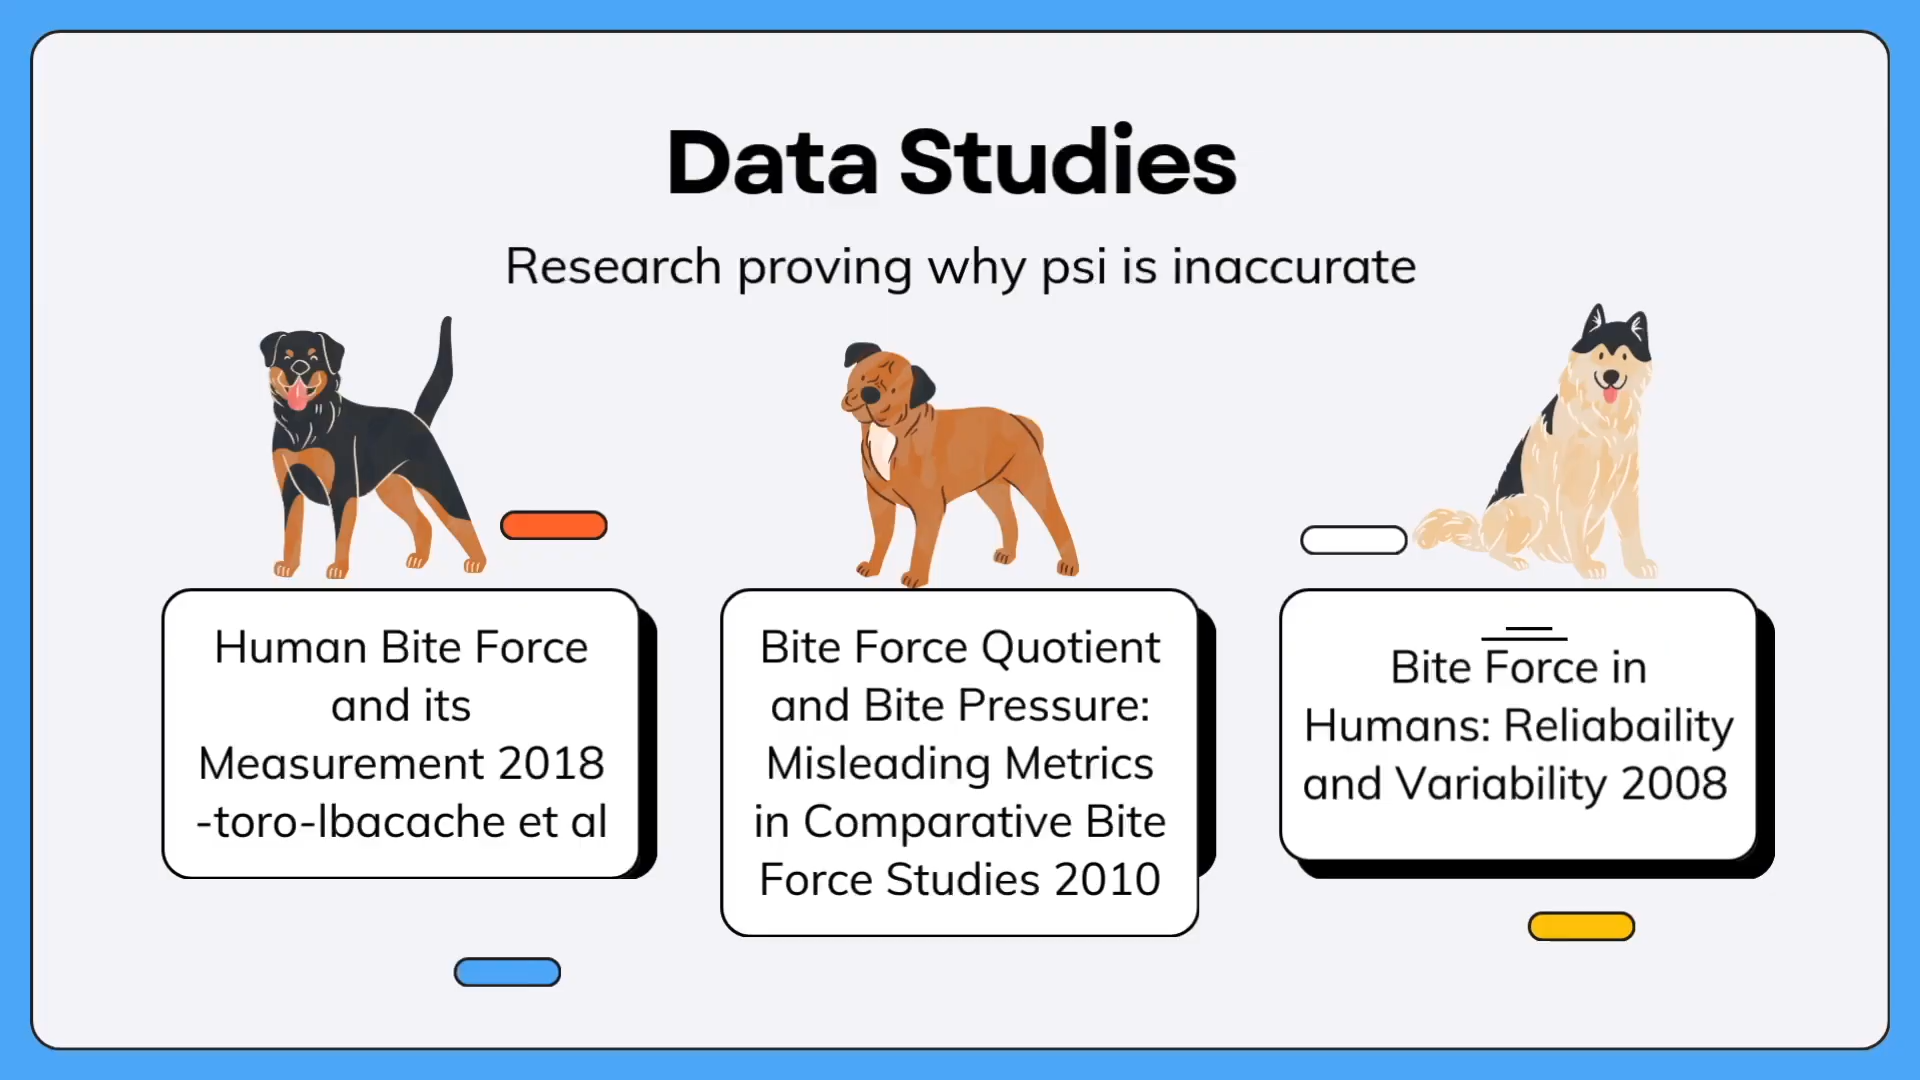 Data Studies
Research proving why psi is inaccurate
Human Bite Force
and its
Measurement 2018
-toro-Ibacache et al
Bite Force Quotient
and Bite Pressure:
Misleading Metrics
in Comparative Bite
Force Studies 2010
Bite Force in
Humans: Reliabaility
and Variability 2008